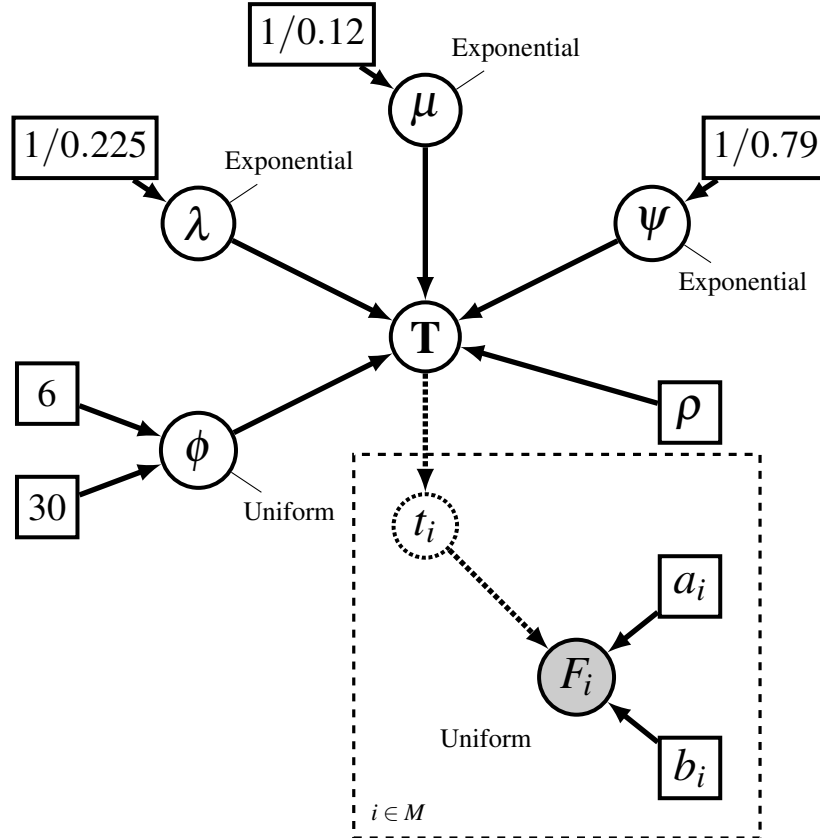 1/0.12
Exponential
μ
1/0.225
Exponential
λ
1/0.79
ψ
Exponential
T
6
ϕ
30
Uniform
ρ
t_i
a_i
F_i
Uniform
b_i
i ∈ M